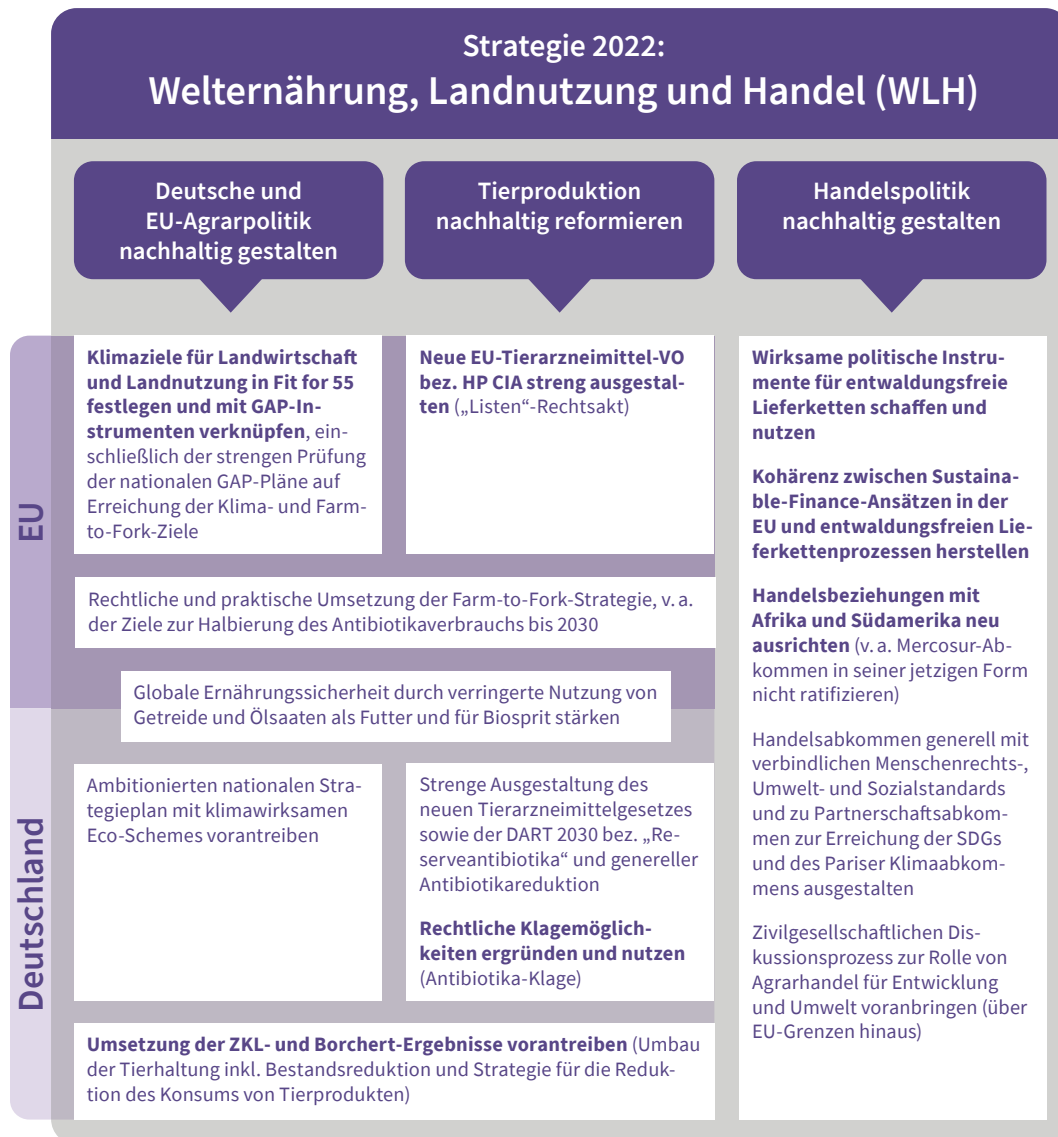 Strategie 2022:
Welternährung, Landnutzung und Handel (WLH)
Deutsche und
EU-Agrarpolitik
nachhaltig gestalten
Tierproduktion
nachhaltig reformieren
Handelspolitik
nachhaltig gestalten
EU
Klimaziele für Landwirtschaft
und Landnutzung in Fit for 55
festlegen und mit GAP-In-
strumenten verknüpfen, ein-
schließlich der strengen Prüfung
der nationalen GAP-Pläne auf
Erreichung der Klima- und Farm-
to-Fork-Ziele
Neue EU-Tierarzneimittel-VO
bez. HP CIA streng ausgestal-
ten („Listen“-Rechtsakt)
Rechtliche und praktische Umsetzung der Farm-to-Fork-Strategie, v. a.
der Ziele zur Halbierung des Antibiotikaverbrauchs bis 2030
Globale Ernährungssicherheit durch verringerte Nutzung von
Getreide und Ölsaaten als Futter und für Biosprit stärken
Deutschland
Ambitionierten nationalen Stra-
tegieplan mit klimawirksamen
Eco-Schemes vorantreiben
Strenge Ausgestaltung des
neuen Tierarzneimittelgesetzes
sowie der DART 2030 bez. „Re-
serveantibiotika“ und genereller
Antibiotikareduktion
Rechtliche Klagemöglich-
keiten ergründen und nutzen
(Antibiotika-Klage)
Umsetzung der ZKL- und Borchert-Ergebnisse vorantreiben (Umbau
der Tierhaltung inkl. Bestandsreduktion und Strategie für die Reduk-
tion des Konsums von Tierprodukten)
Wirksame politische Instru-
mente für entwaldungsfreie
Lieferketten schaffen und
nutzen
Kohärenz zwischen Sustaina-
ble-Finance-Ansätzen in der
EU und entwaldungsfreien Lie-
ferkettenprozessen herstellen
Handelsbeziehungen mit
Afrika und Südamerika neu
ausrichten (v. a. Mercosur-Ab-
kommen in seiner jetzigen Form
nicht ratifizieren)
Handelsabkommen generell mit
verbindlichen Menschenrechts-,
Umwelt- und Sozialstandards
und zu Partnerschaftsabkom-
men zur Erreichung der SDGs
und des Pariser Klimaabkom-
mens ausgestalten
Zivilgesellschaftlichen Dis-
kussionsprozess zur Rolle von
Agrarhandel für Entwicklung
und Umwelt voranbringen (über
EU-Grenzen hinaus)